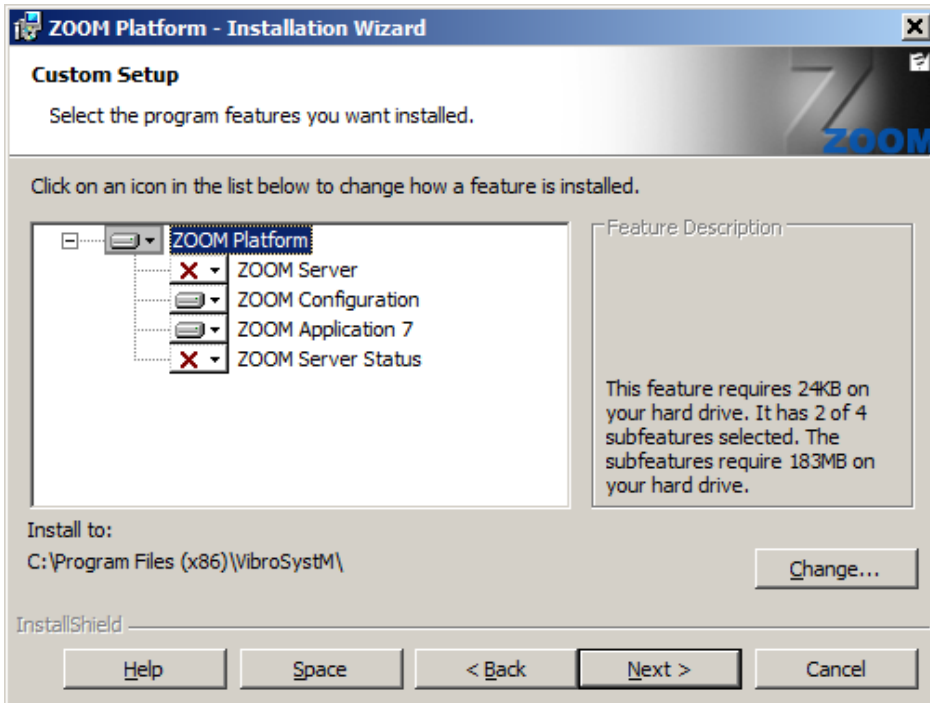 ZOOM Platform - Installation Wizard
Custom Setup
Select the program features you want installed.
ZOOM
Click on an icon in the list below to change how a feature is installed.
ZOOM Platform
ZOOM Server
ZOOM Configuration
ZOOM Application 7
ZOOM Server Status
Feature Description
This feature requires 24KB on
your hard drive. It has 2 of 4
subfeatures selected. The
subfeatures require 183MB on
your hard drive.
Install to:
C:\Program Files (x86)\VibroSystM\
Change...
InstallShield
Help
Space
< Back
Next >
Cancel